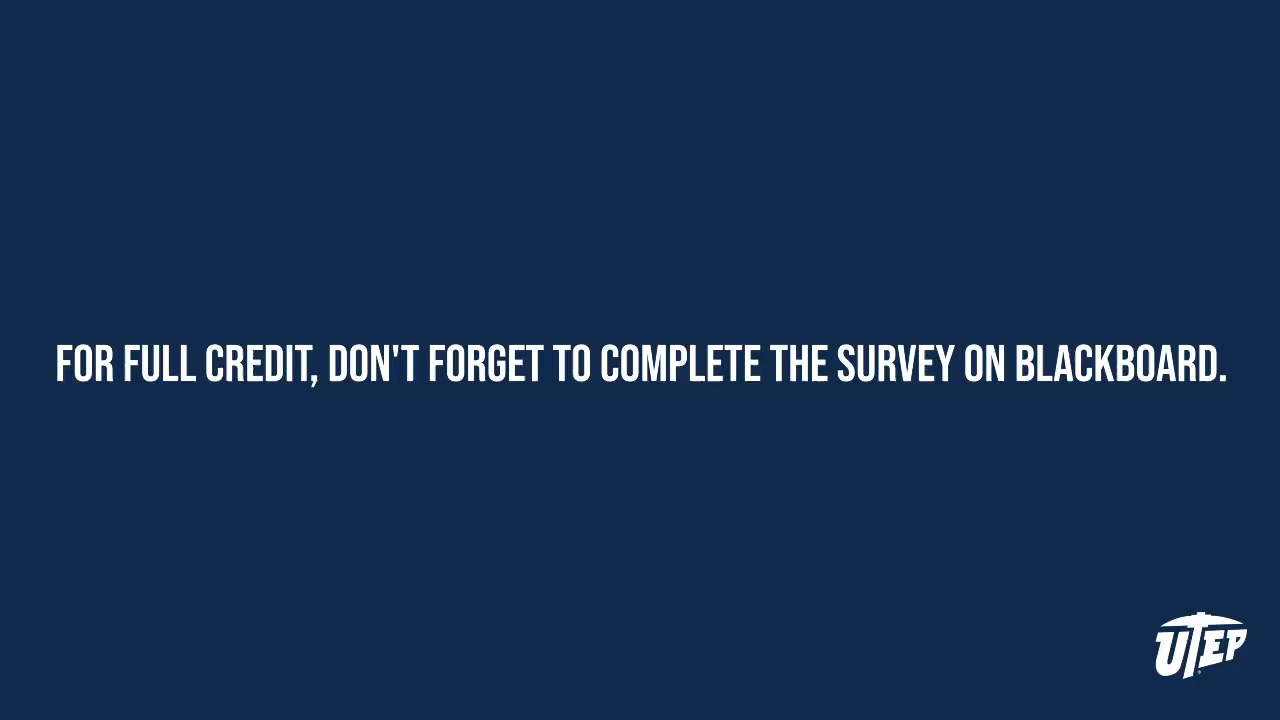 FOR FULL CREDIT, DON'T FORGET TO COMPLETE THE SURVEY ON BLACKBOARD.
UTEP